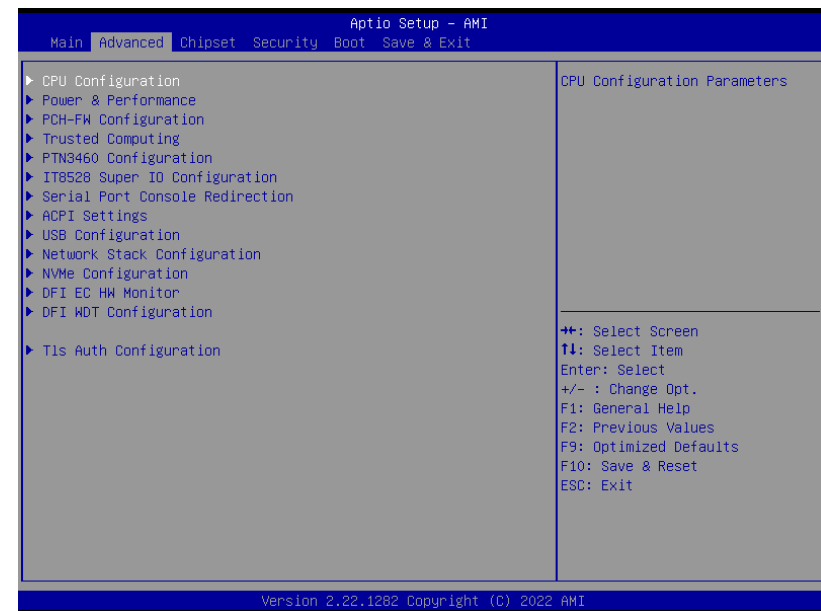 Aptio Setup – AMI
Main Advanced Chipset Security Boot Save & Exit
▶ CPU Configuration
▶ Power & Performance
▶ PCH-FW Configuration
▶ Trusted Computing
▶ PTN3460 Configuration
▶ IT8528 Super IO Configuration
▶ Serial Port Console Redirection
▶ ACPI Settings
▶ USB Configuration
▶ Network Stack Configuration
▶ NVMe Configuration
▶ DFI EC HW Monitor
▶ DFI WDT Configuration
▶ Tls Auth Configuration
CPU Configuration Parameters
→←: Select Screen
↑↓: Select Item
Enter: Select
+/- : Change Opt.
F1: General Help
F2: Previous Values
F9: Optimized Defaults
F10: Save & Reset
ESC: Exit
Version 2.22.1282 Copyright (C) 2022 AMI